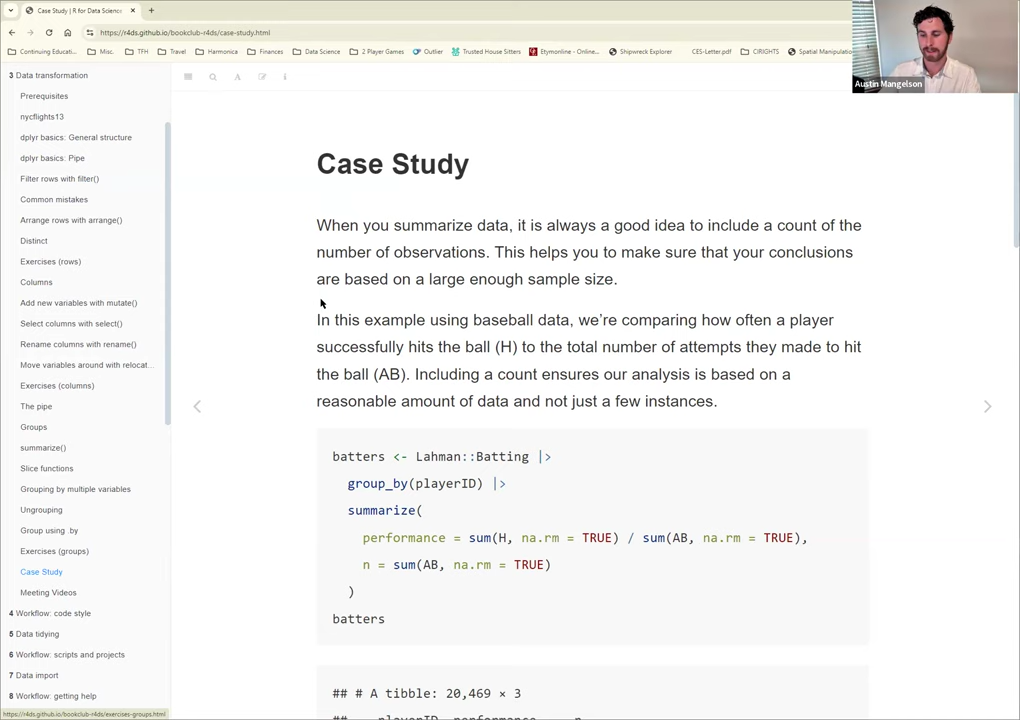 Case Study | R for Data Science
https://r4ds.github.io/bookclub-r4ds/case-study.html
Continuing Educati... Misc. TFH Travel Harmonica Finances Data Science 2 Player Games Outlier Trusted House Sitters Etymonline - Online... Shipwreck Explorer CES-Letter.pdf CIRIGHTS Spatial Manipulatio
Austin Mangelson
3 Data transformation
Prerequisites
nycflights13
dplyr basics: General structure
dplyr basics: Pipe
Filter rows with filter()
Common mistakes
Arrange rows with arrange()
Distinct
Exercises (rows)
Columns
Add new variables with mutate()
Select columns with select()
Rename columns with rename()
Move variables around with relocat...
Exercises (columns)
The pipe
Groups
summarize()
Slice functions
Grouping by multiple variables
Ungrouping
Group using .by
Exercises (groups)
Case Study
Meeting Videos
4 Workflow: code style
5 Data tidying
6 Workflow: scripts and projects
7 Data import
8 Workflow: getting help
https://r4ds.github.io/bookclub-r4ds/exercises-groups.html
Case Study
When you summarize data, it is always a good idea to include a count of the
number of observations. This helps you to make sure that your conclusions
are based on a large enough sample size.
In this example using baseball data, we're comparing how often a player
successfully hits the ball (H) to the total number of attempts they made to hit
the ball (AB). Including a count ensures our analysis is based on a
reasonable amount of data and not just a few instances.
batters <- Lahman::Batting |>
group_by(playerID) |>
summarize(
performance = sum(H, na.rm = TRUE) / sum(AB, na.rm = TRUE),
n = sum(AB, na.rm = TRUE)
)
batters
## # A tibble: 20,469 × 3
## playerID performance n